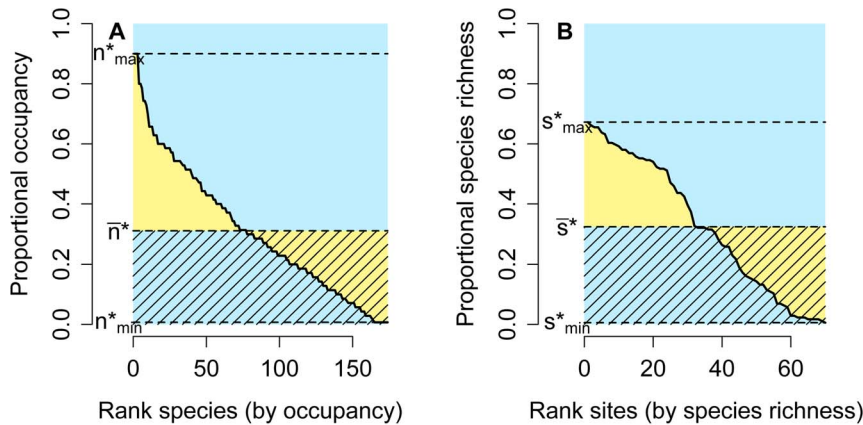 A
Proportional occupancy
1.0
0.8
0.6
0.4
0.2
0.0
n*max
n̅*
n*min
0
50
100
150
Rank species (by occupancy)
B
Proportional species richness
1.0
0.8
0.6
0.4
0.2
0.0
s*max
s̅*
s*min
0
20
40
60
Rank sites (by species richness)